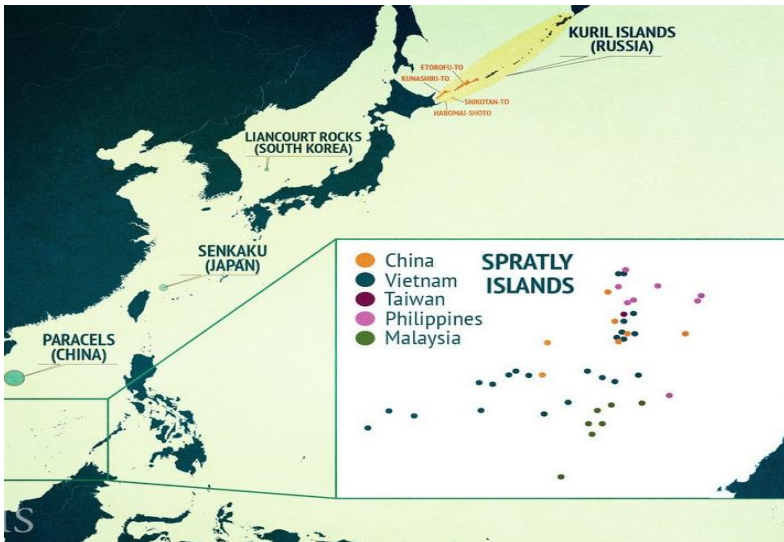 KURIL ISLANDS
(RUSSIA)
ETOROFU-TO
KUNASHIRI-TO
SHIKOTAN-TO
HABOMAI-SHOTO
LIANCOURT ROCKS
(SOUTH KOREA)
SENKAKU
(JAPAN)
PARACELS
(CHINA)
SPRATLY
ISLANDS
China
Vietnam
Taiwan
Philippines
Malaysia